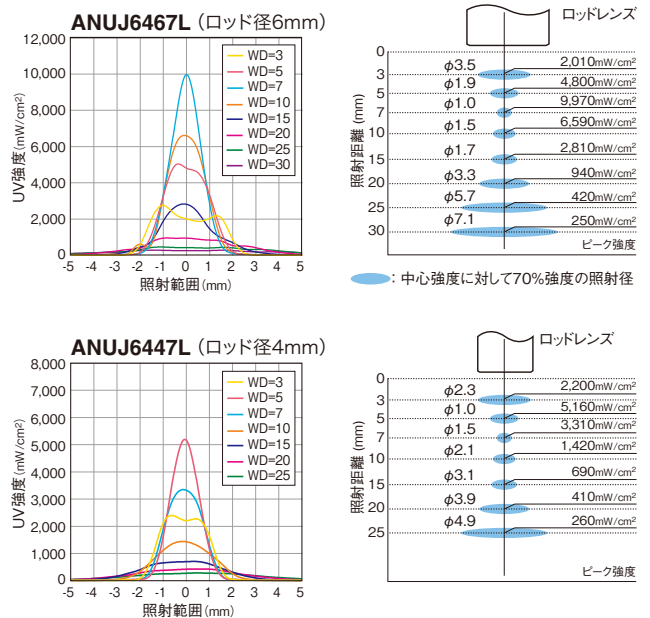 ANUJ6467L（ロッド径6mm）
UV強度(mW/cm²)
12,000
10,000
8,000
6,000
4,000
2,000
0
WD=3
WD=5
WD=7
WD=10
WD=15
WD=20
WD=25
WD=30
-5 -4 -3 -2 -1 0 1 2 3 4 5
照射範囲(mm)
ロッドレンズ
照射距離 (mm)
0
φ3.5 2,010mW/cm²
3
φ1.9 4,800mW/cm²
5
φ1.0 9,970mW/cm²
7
φ1.5 6,590mW/cm²
10
φ1.7 2,810mW/cm²
15
φ3.3 940mW/cm²
20
φ5.7 420mW/cm²
25
φ7.1 250mW/cm²
30
ピーク強度
：中心強度に対して70%強度の照射径
ANUJ6447L（ロッド径4mm）
UV強度(mW/cm²)
8,000
7,000
6,000
5,000
4,000
3,000
2,000
1,000
0
WD=3
WD=5
WD=7
WD=10
WD=15
WD=20
WD=25
-5 -4 -3 -2 -1 0 1 2 3 4 5
照射範囲(mm)
ロッドレンズ
照射距離 (mm)
0
φ2.3 2,200mW/cm²
3
φ1.0 5,160mW/cm²
5
φ1.5 3,310mW/cm²
7
φ2.1 1,420mW/cm²
10
φ3.1 690mW/cm²
15
φ3.9 410mW/cm²
20
φ4.9 260mW/cm²
25
ピーク強度